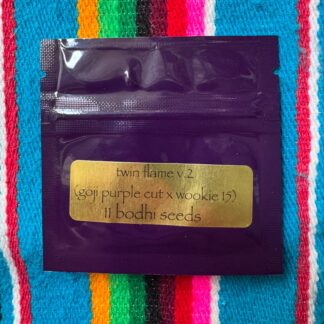 twin flame v.2
(goji purple cut x wookie 15)
11 bodhi seeds